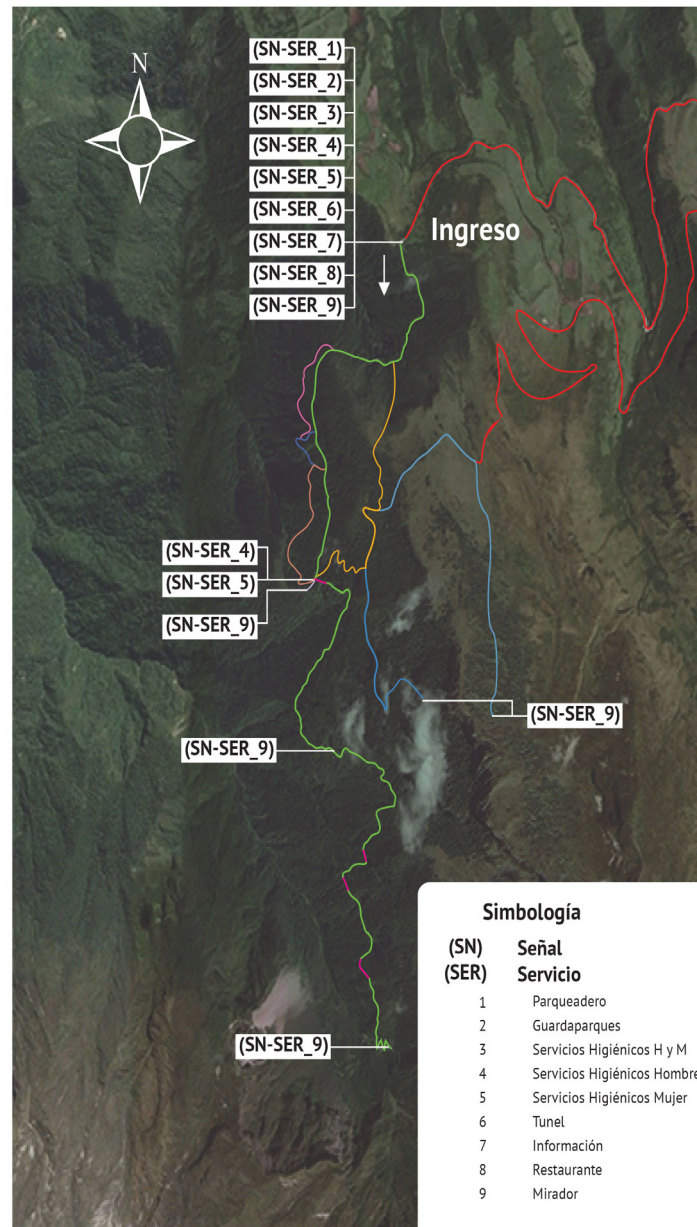 N
(SN-SER_1)
(SN-SER_2)
(SN-SER_3)
(SN-SER_4)
(SN-SER_5)
(SN-SER_6)
(SN-SER_7)
(SN-SER_8)
(SN-SER_9)
Ingreso
(SN-SER_4)
(SN-SER_5)
(SN-SER_9)
(SN-SER_9)
(SN-SER_9)
(SN-SER_9)
Simbología
(SN) Señal
(SER) Servicio
1 Parqueadero
2 Guardaparques
3 Servicios Higiénicos H y M
4 Servicios Higiénicos Hombre
5 Servicios Higiénicos Mujer
6 Tunel
7 Información
8 Restaurante
9 Mirador